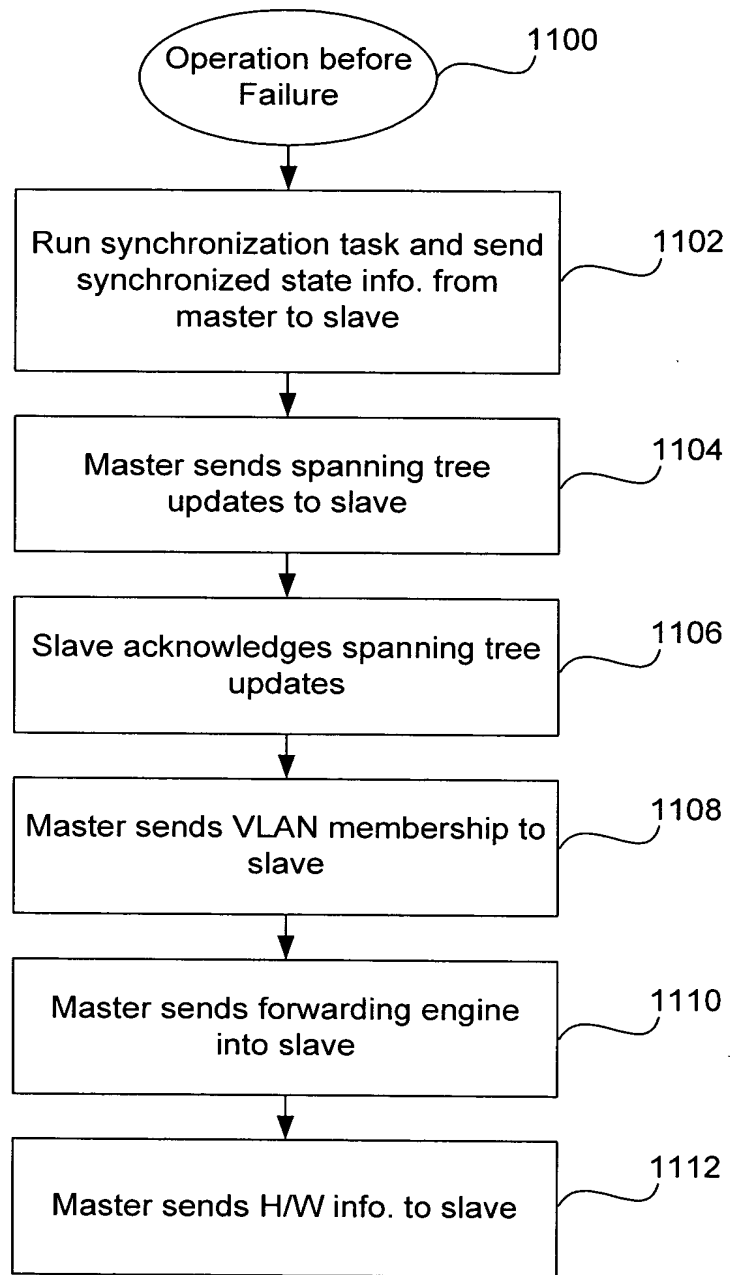 Operation before
Failure
1100
Run synchronization task and send
synchronized state info. from
master to slave
1102
Master sends spanning tree
updates to slave
1104
Slave acknowledges spanning tree
updates
1106
Master sends VLAN membership to
slave
1108
Master sends forwarding engine
into slave
1110
Master sends H/W info. to slave
1112